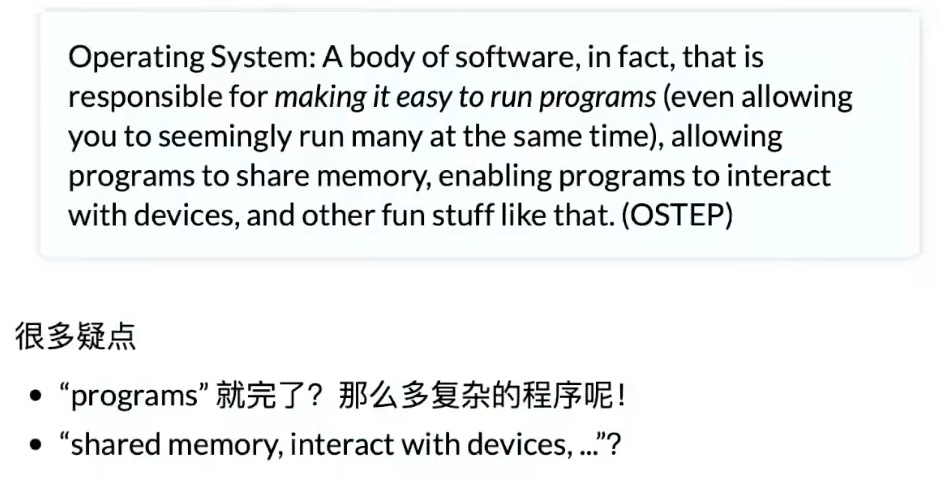 Operating System: A body of software, in fact, that is
responsible for making it easy to run programs (even allowing
you to seemingly run many at the same time), allowing
programs to share memory, enabling programs to interact
with devices, and other fun stuff like that. (OSTEP)
很多疑点
• “programs” 就完了？那么多复杂的程序呢！
• “shared memory, interact with devices, ...”?